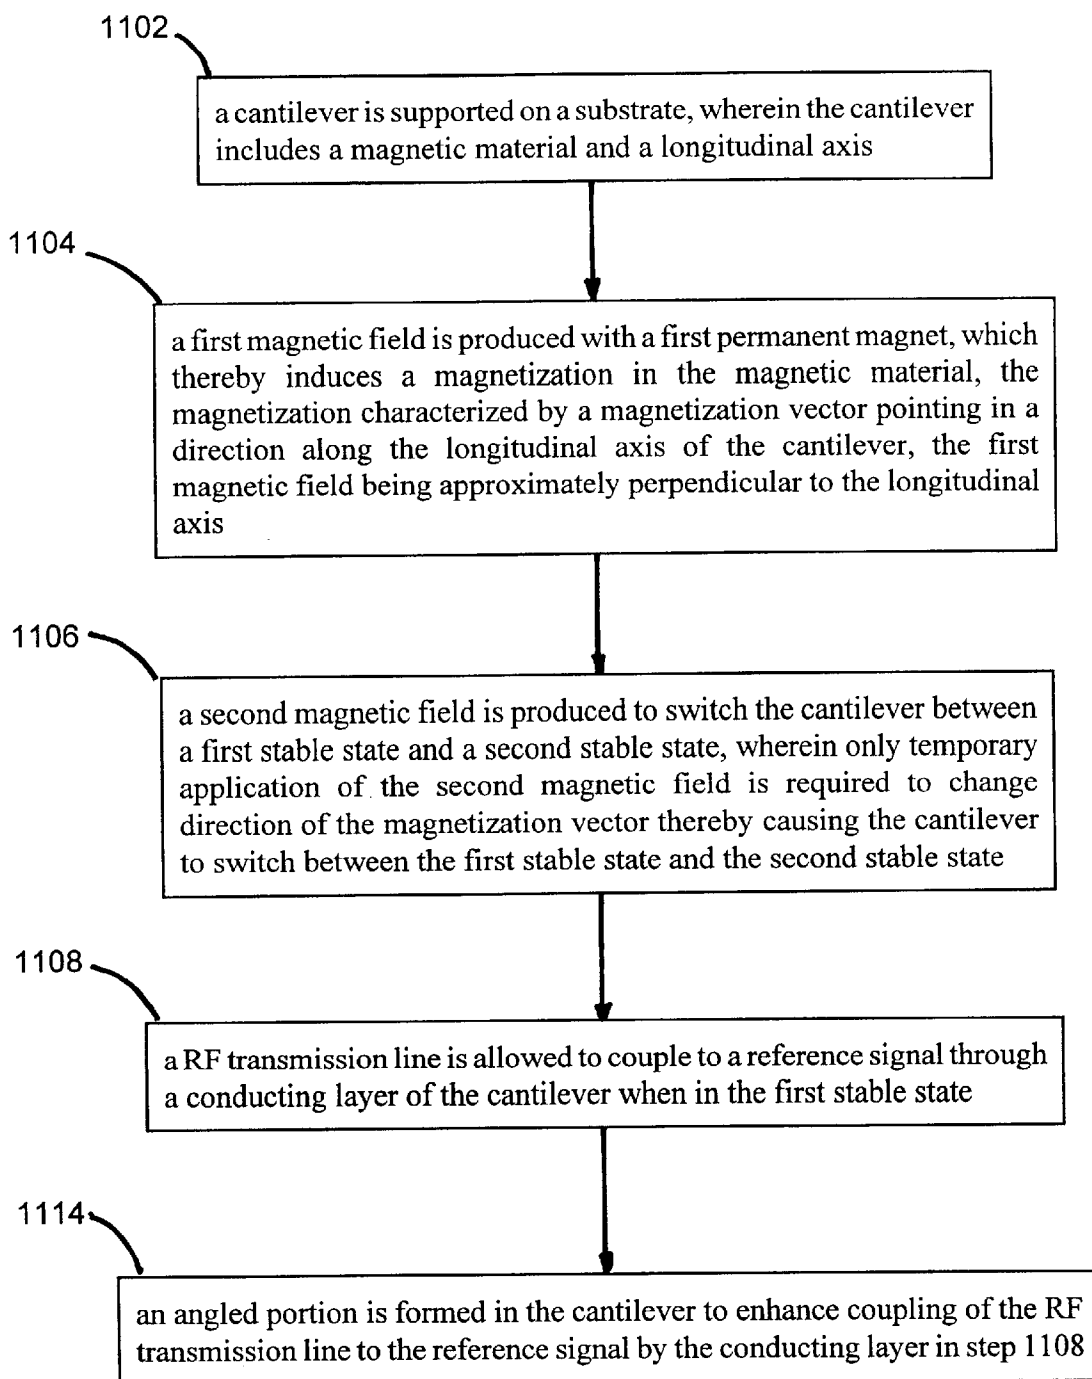 1102
a cantilever is supported on a substrate, wherein the cantilever
includes a magnetic material and a longitudinal axis
1104
a first magnetic field is produced with a first permanent magnet, which
thereby induces a magnetization in the magnetic material, the
magnetization characterized by a magnetization vector pointing in a
direction along the longitudinal axis of the cantilever, the first
magnetic field being approximately perpendicular to the longitudinal
axis
1106
a second magnetic field is produced to switch the cantilever between
a first stable state and a second stable state, wherein only temporary
application of the second magnetic field is required to change
direction of the magnetization vector thereby causing the cantilever
to switch between the first stable state and the second stable state
1108
a RF transmission line is allowed to couple to a reference signal through
a conducting layer of the cantilever when in the first stable state
1114
an angled portion is formed in the cantilever to enhance coupling of the RF
transmission line to the reference signal by the conducting layer in step 1108